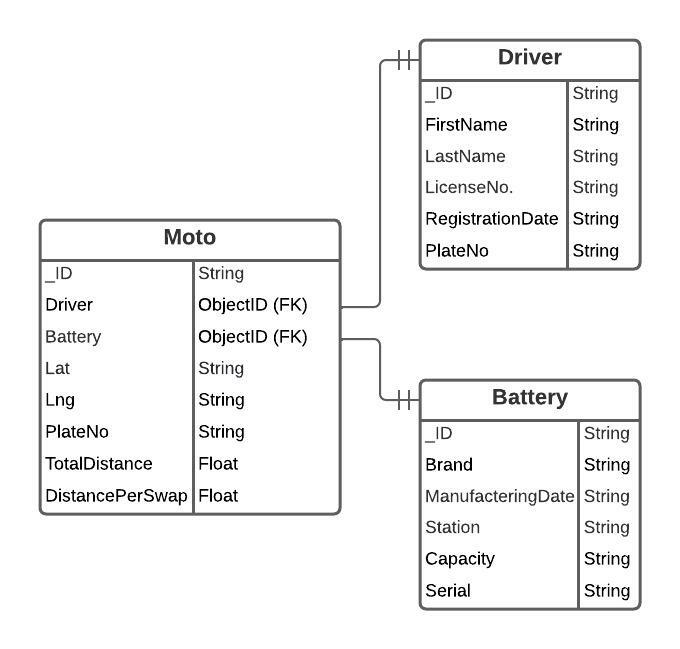 Driver
_ID String
FirstName String
LastName String
LicenseNo. String
RegistrationDate String
PlateNo String
Moto
_ID String
Driver ObjectID (FK)
Battery ObjectID (FK)
Lat String
Lng String
PlateNo String
TotalDistance Float
DistancePerSwap Float
Battery
_ID String
Brand String
ManufacteringDate String
Station String
Capacity String
Serial String